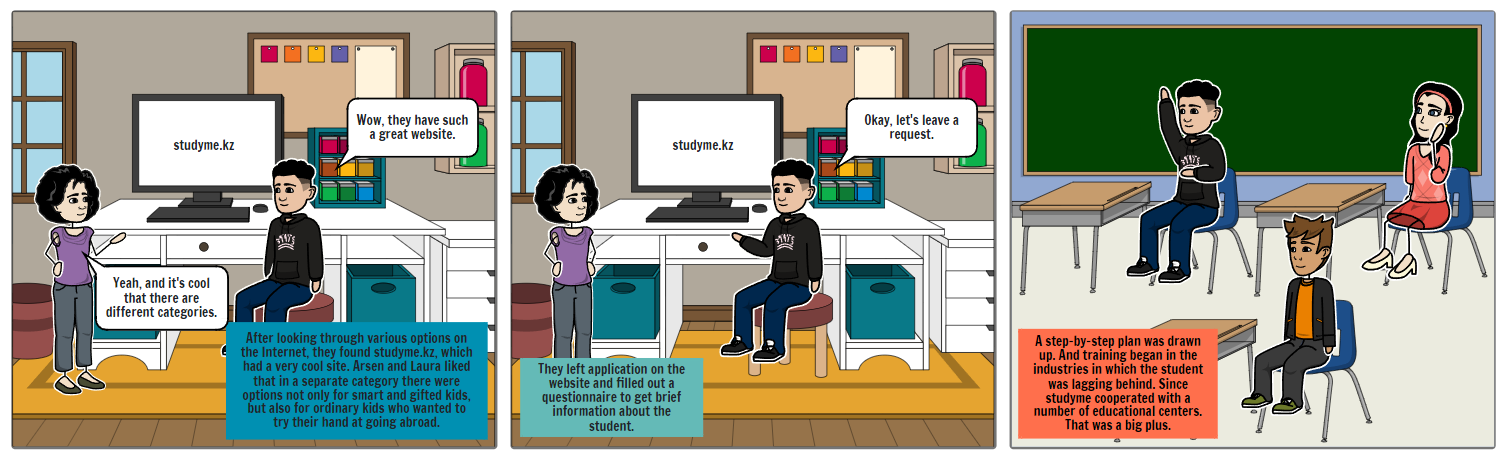 studyme.kz
Wow, they have such
a great website.
Yeah, and it's cool
that there are
different categories.
After looking through various options on
the Internet, they found studyme.kz, which
had a very cool site. Arsen and Laura liked
that in a separate category there were
options not only for smart and gifted kids,
but also for ordinary kids who wanted to
try their hand at going abroad.
studyme.kz
Okay, let's leave a
request.
They left application on the
website and filled out a
questionnaire to get brief
information about the
student.
A step-by-step plan was drawn
up. And training began in the
industries in which the student
was lagging behind. Since
studyme cooperated with a
number of educational centers.
That was a big plus.